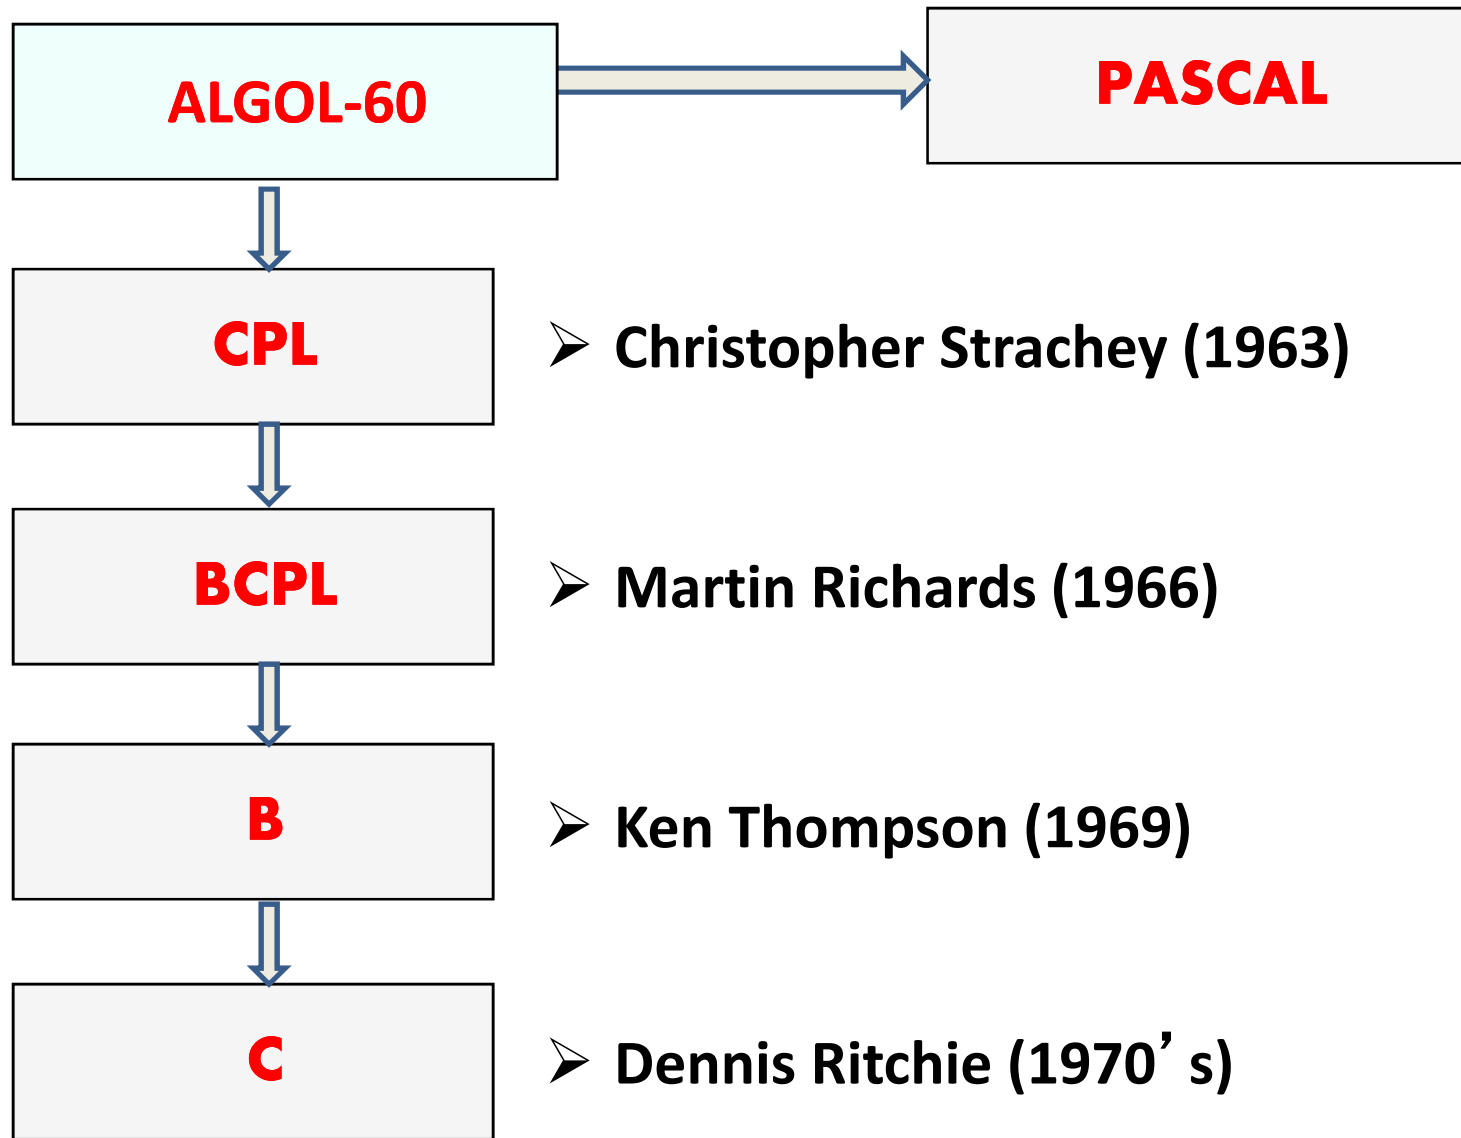 ALGOL-60
PASCAL
CPL
➢ Christopher Strachey (1963)
BCPL
➢ Martin Richards (1966)
B
➢ Ken Thompson (1969)
C
➢ Dennis Ritchie (1970’s)